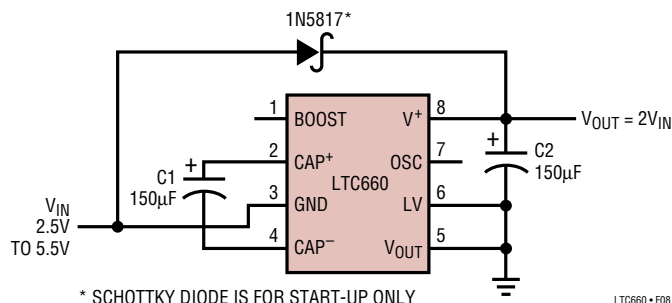 1N5817*
1 BOOST V+ 8
VOUT = 2VIN
2 CAP+ OSC 7
C1
150µF
+
LTC660
+
C2
150µF
3 GND LV 6
VIN
2.5V
TO 5.5V
4 CAP– VOUT 5
* SCHOTTKY DIODE IS FOR START-UP ONLY
LTC660 • F08